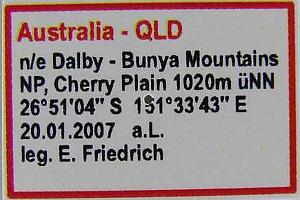 Australia - QLD
n/e Dalby - Bunya Mountains
NP, Cherry Plain 1020m üNN
26°51'04" S 151°33'43" E
20.01.2007 a.L.
leg. E. Friedrich